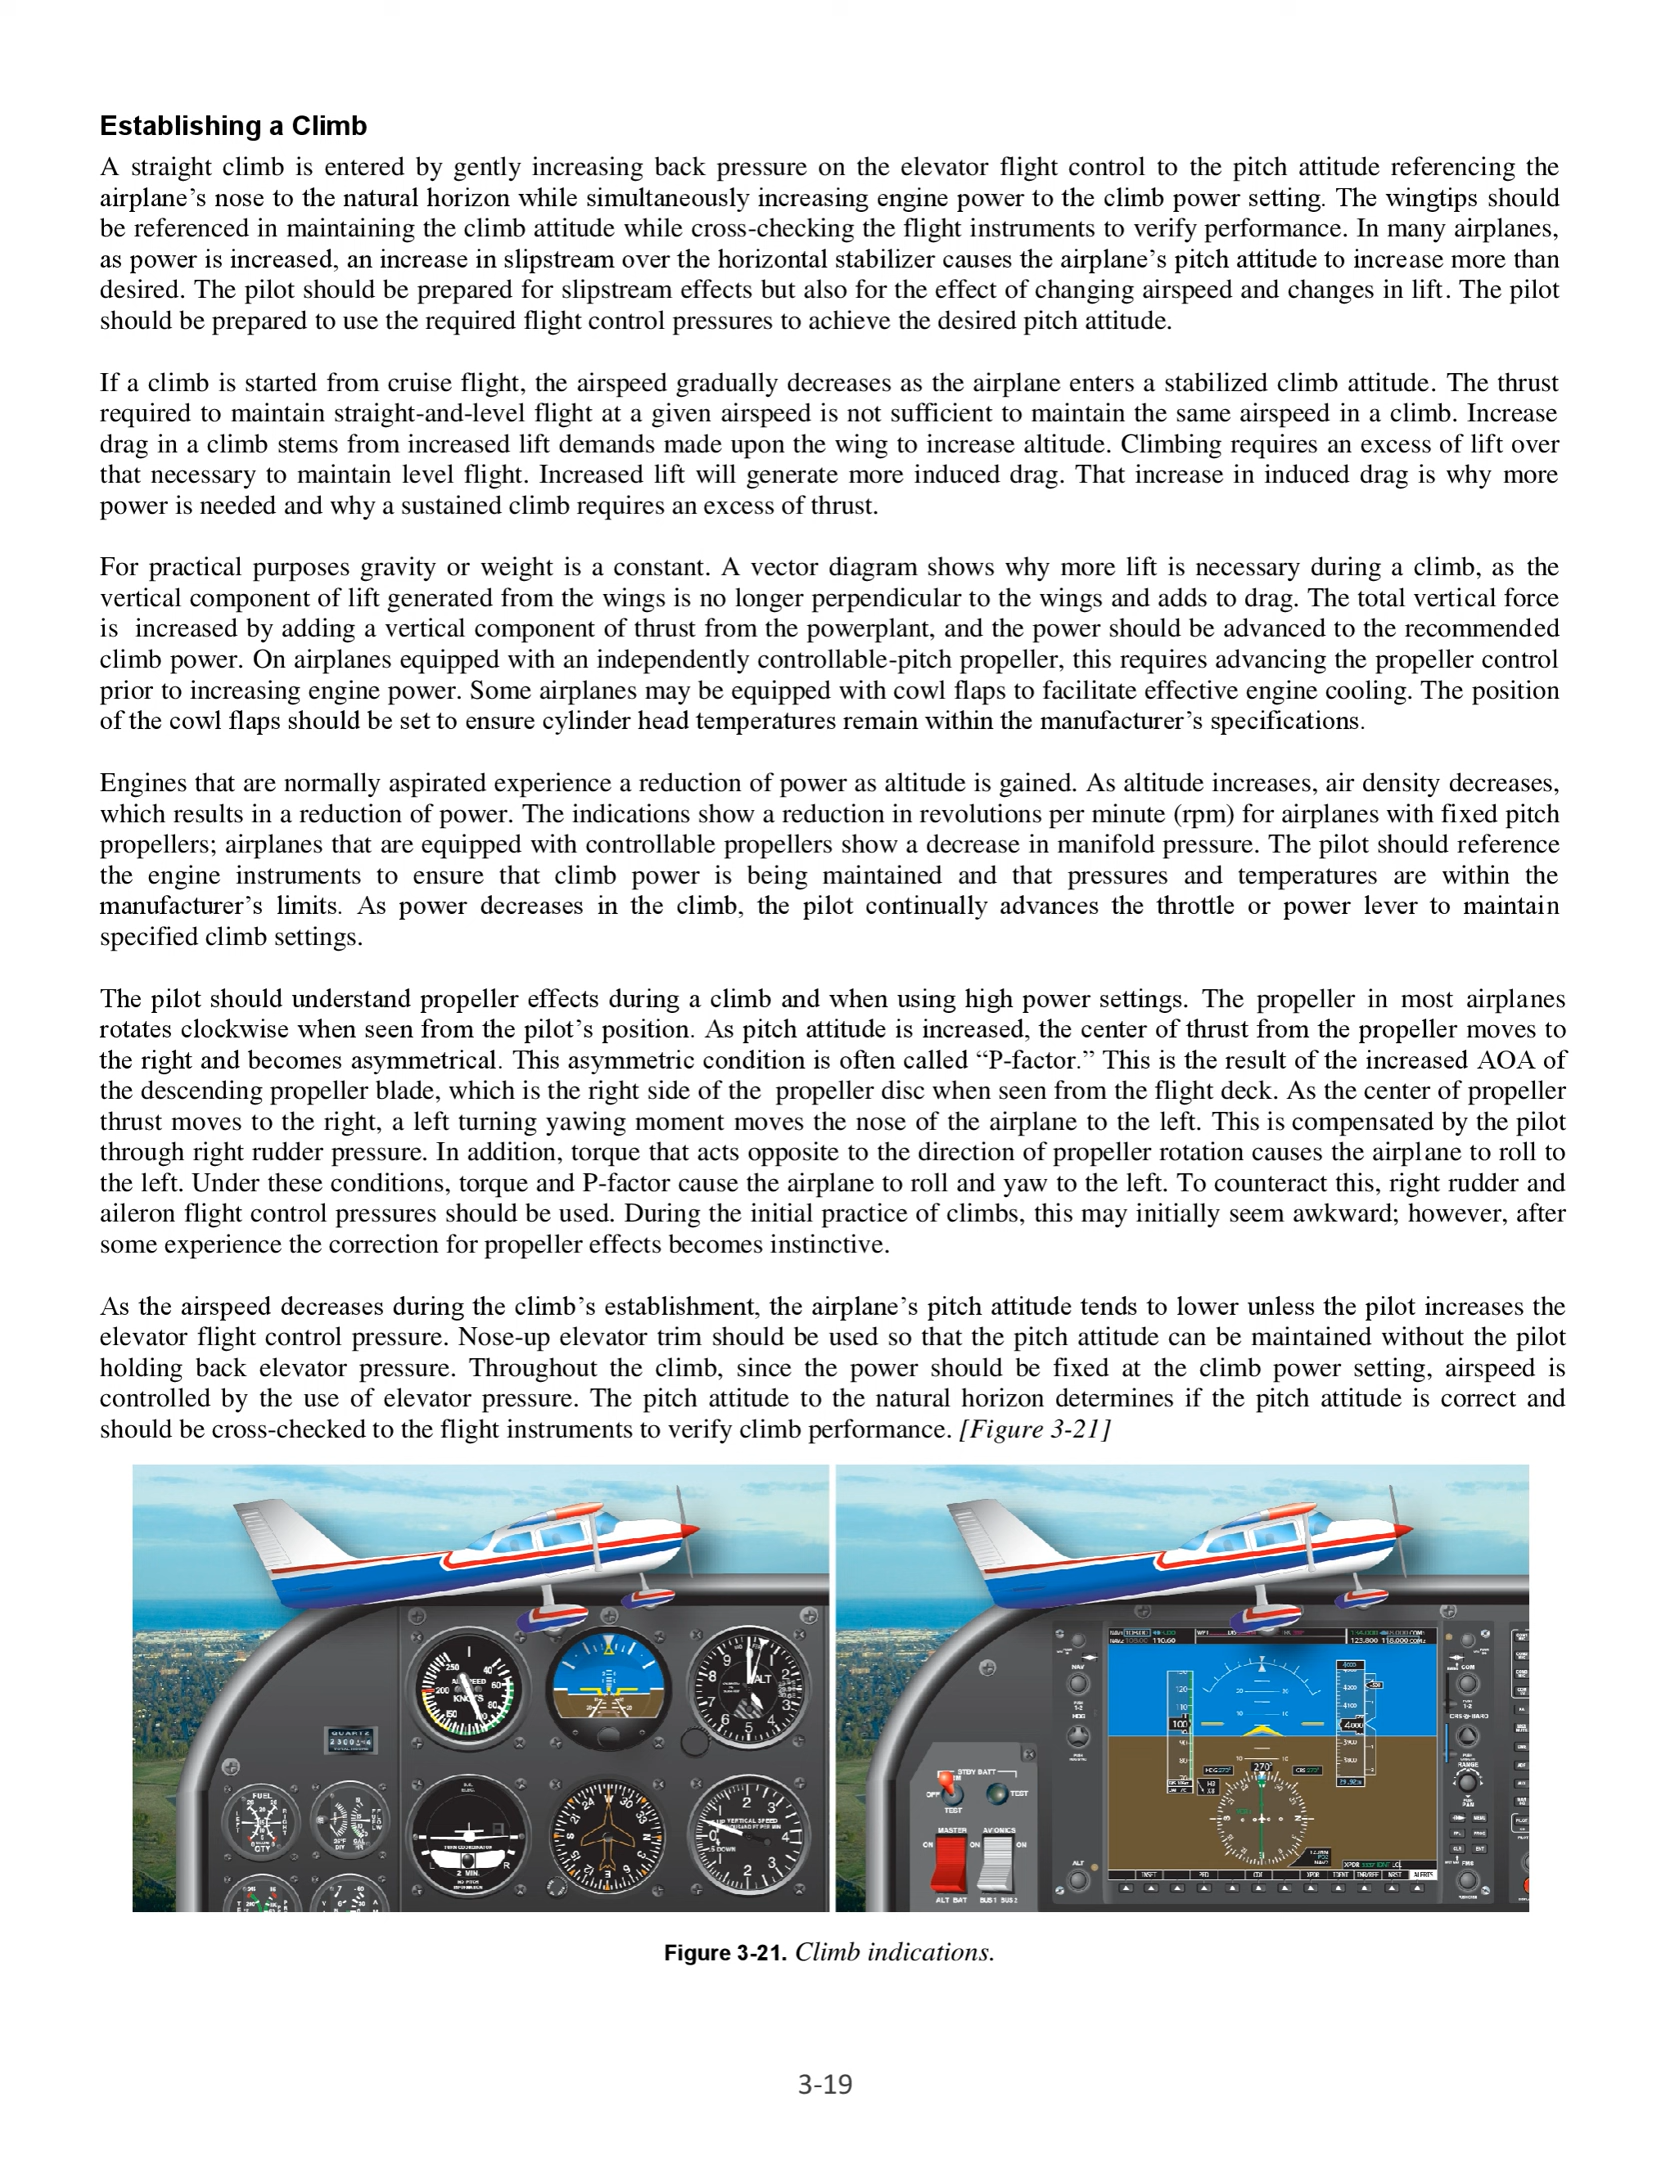 Establishing a Climb
A straight climb is entered by gently increasing back pressure on the elevator flight control to the pitch attitude referencing the
airplane’s nose to the natural horizon while simultaneously increasing engine power to the climb power setting. The wingtips should
be referenced in maintaining the climb attitude while cross-checking the flight instruments to verify performance. In many airplanes,
as power is increased, an increase in slipstream over the horizontal stabilizer causes the airplane’s pitch attitude to increase more than
desired. The pilot should be prepared for slipstream effects but also for the effect of changing airspeed and changes in lift. The pilot
should be prepared to use the required flight control pressures to achieve the desired pitch attitude.
If a climb is started from cruise flight, the airspeed gradually decreases as the airplane enters a stabilized climb attitude. The thrust
required to maintain straight-and-level flight at a given airspeed is not sufficient to maintain the same airspeed in a climb. Increase
drag in a climb stems from increased lift demands made upon the wing to increase altitude. Climbing requires an excess of lift over
that necessary to maintain level flight. Increased lift will generate more induced drag. That increase in induced drag is why more
power is needed and why a sustained climb requires an excess of thrust.
For practical purposes gravity or weight is a constant. A vector diagram shows why more lift is necessary during a climb, as the
vertical component of lift generated from the wings is no longer perpendicular to the wings and adds to drag. The total vertical force
is increased by adding a vertical component of thrust from the powerplant, and the power should be advanced to the recommended
climb power. On airplanes equipped with an independently controllable-pitch propeller, this requires advancing the propeller control
prior to increasing engine power. Some airplanes may be equipped with cowl flaps to facilitate effective engine cooling. The position
of the cowl flaps should be set to ensure cylinder head temperatures remain within the manufacturer’s specifications.
Engines that are normally aspirated experience a reduction of power as altitude is gained. As altitude increases, air density decreases,
which results in a reduction of power. The indications show a reduction in revolutions per minute (rpm) for airplanes with fixed pitch
propellers; airplanes that are equipped with controllable propellers show a decrease in manifold pressure. The pilot should reference
the engine instruments to ensure that climb power is being maintained and that pressures and temperatures are within the
manufacturer’s limits. As power decreases in the climb, the pilot continually advances the throttle or power lever to maintain
specified climb settings.
The pilot should understand propeller effects during a climb and when using high power settings. The propeller in most airplanes
rotates clockwise when seen from the pilot’s position. As pitch attitude is increased, the center of thrust from the propeller moves to
the right and becomes asymmetrical. This asymmetric condition is often called “P-factor.” This is the result of the increased AOA of
the descending propeller blade, which is the right side of the propeller disc when seen from the flight deck. As the center of propeller
thrust moves to the right, a left turning yawing moment moves the nose of the airplane to the left. This is compensated by the pilot
through right rudder pressure. In addition, torque that acts opposite to the direction of propeller rotation causes the airplane to roll to
the left. Under these conditions, torque and P-factor cause the airplane to roll and yaw to the left. To counteract this, right rudder and
aileron flight control pressures should be used. During the initial practice of climbs, this may initially seem awkward; however, after
some experience the correction for propeller effects becomes instinctive.
As the airspeed decreases during the climb’s establishment, the airplane’s pitch attitude tends to lower unless the pilot increases the
elevator flight control pressure. Nose-up elevator trim should be used so that the pitch attitude can be maintained without the pilot
holding back elevator pressure. Throughout the climb, since the power should be fixed at the climb power setting, airspeed is
controlled by the use of elevator pressure. The pitch attitude to the natural horizon determines if the pitch attitude is correct and
should be cross-checked to the flight instruments to verify climb performance. [Figure 3-21]
QUARTZ
FUEL
QTY
KNOTS
ALT
VERTICAL SPEED
DOWN
TURN COORDINATOR
L R
2 MIN.
STBY BATT
OFF
TEST
TEST
MASTER AVIONICS
ON ON ON
ALT BAT BUS 1 BUS 2
NAV
ALT
COM
RANGE
PAN
FMS
110.60
123.800 118.000
120
110
100
4000
270°
XPDR
ALERTS
Figure 3-21. Climb indications.
3-19